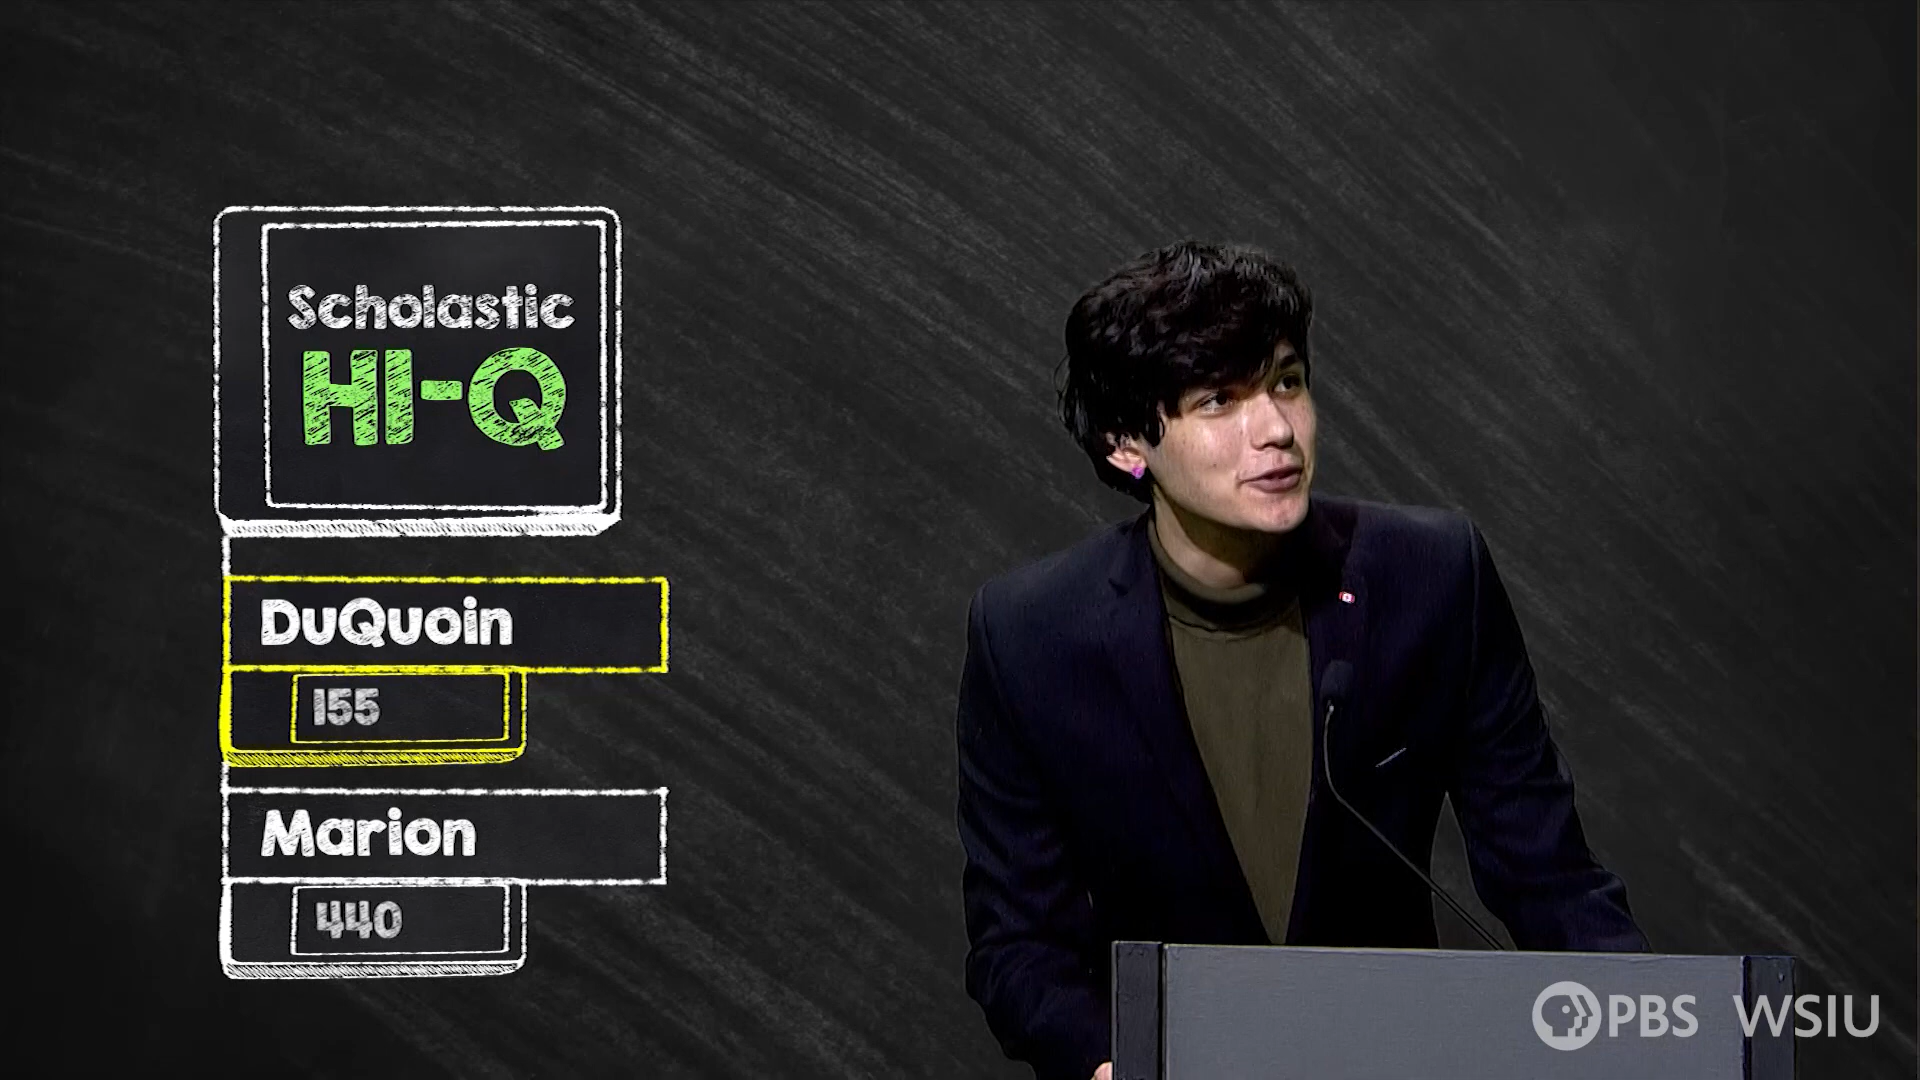 Scholastic
HI-Q
DuQuoin
155
Marion
440
PBS WSIU